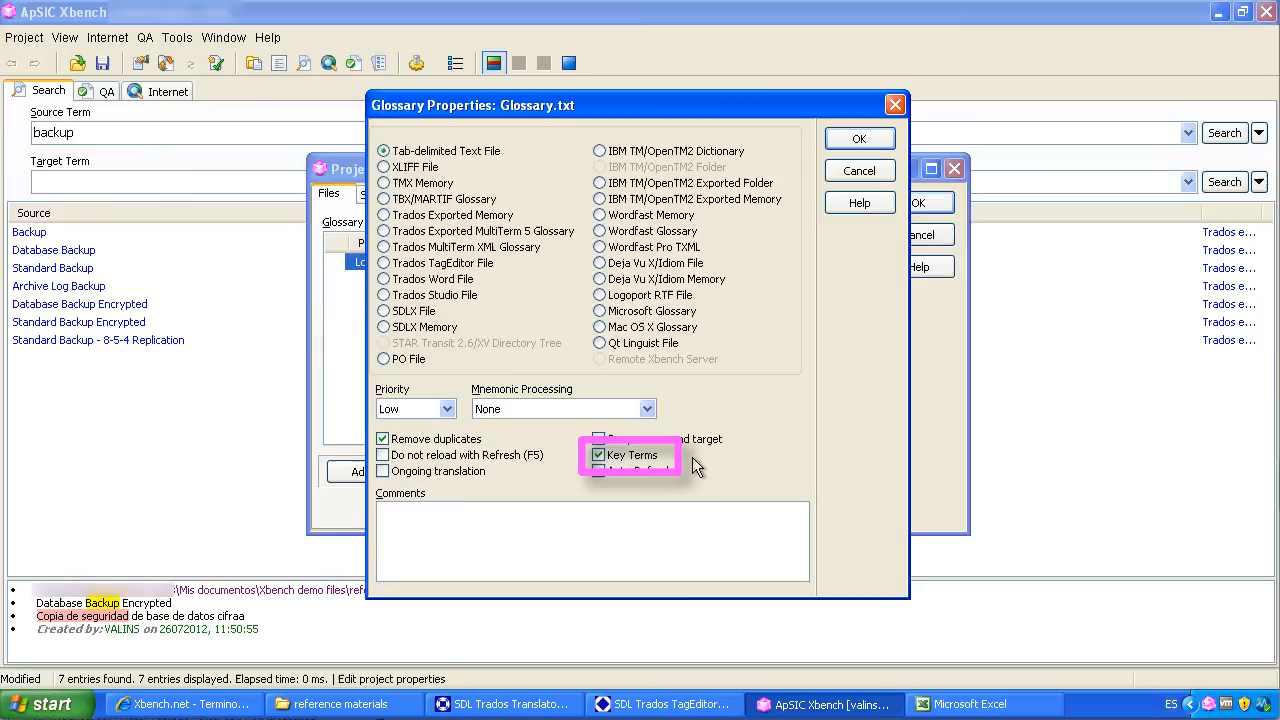 ApSIC Xbench
Project View Internet QA Tools Window Help
Search QA Internet
Source Term
backup
Search
Target Term
Search
Source
Backup Trados e...
Database Backup Trados e...
Standard Backup Trados e...
Archive Log Backup Trados e...
Database Backup Encrypted Trados e...
Standard Backup Encrypted Trados e...
Standard Backup - 8-5-4 Replication Trados e...
Files
Glossary
OK
Help
Glossary Properties: Glossary.txt
Tab-delimited Text File
XLIFF File
TMX Memory
TBX/MARTIF Glossary
Trados Exported Memory
Trados Exported MultiTerm 5 Glossary
Trados MultiTerm XML Glossary
Trados TagEditor File
Trados Word File
Trados Studio File
SDLX File
SDLX Memory
STAR Transit 2.6/XV Directory Tree
PO File
IBM TM/OpenTM2 Dictionary
IBM TM/OpenTM2 Folder
IBM TM/OpenTM2 Exported Folder
IBM TM/OpenTM2 Exported Memory
Wordfast Memory
Wordfast Glossary
Wordfast Pro TXML
Deja Vu X/Idiom File
Deja Vu X/Idiom Memory
Logoport RTF File
Microsoft Glossary
Mac OS X Glossary
Qt Linguist File
Remote Xbench Server
OK
Cancel
Help
Priority Mnemonic Processing
Low None
Remove duplicates
Do not reload with Refresh (F5)
Ongoing translation
target
Key Terms
Comments
\Mis documentos\Xbench demo files\ref
Database Backup Encrypted
Copia de seguridad de base de datos cifraa
Created by: VALINS on 26072012, 11:50:55
Modified 7 entries found. 7 entries displayed. Elapsed time: 0 ms. Edit project properties
start Xbench.net - Termino... reference materials SDL Trados Translato... SDL Trados TagEditor... ApSIC Xbench [valins... Microsoft Excel ES